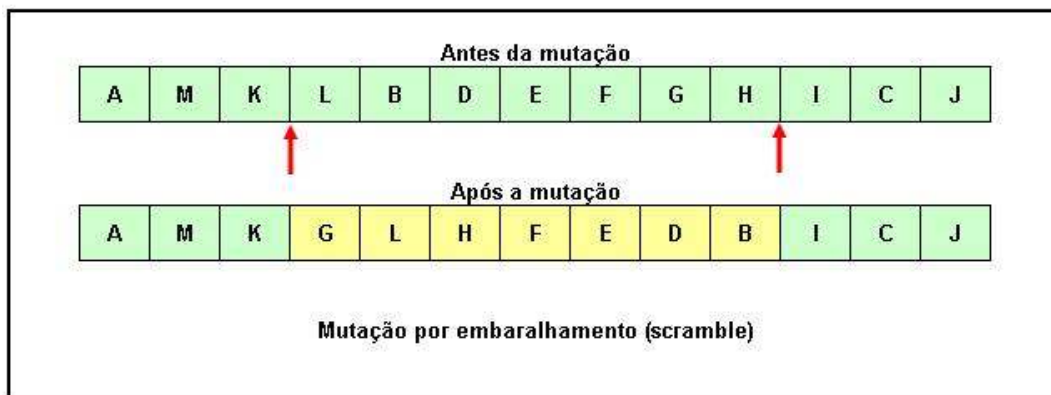 Antes da mutação
A M K L B D E F G H I C J
Após a mutação
A M K G L H F E D B I C J
Mutação por embaralhamento (scramble)